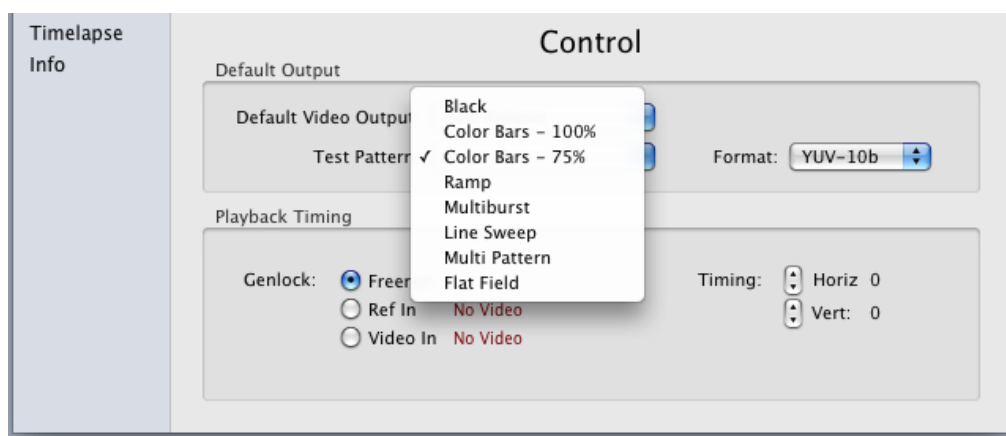 Timelapse
Info
Control
Default Output
Default Video Output
Test Pattern
Black
Color Bars – 100%
✓ Color Bars – 75%
Ramp
Multiburst
Line Sweep
Multi Pattern
Flat Field
Format: YUV-10b
Playback Timing
Genlock:
Ref In No Video
Video In No Video
Timing: Horiz 0
Vert: 0